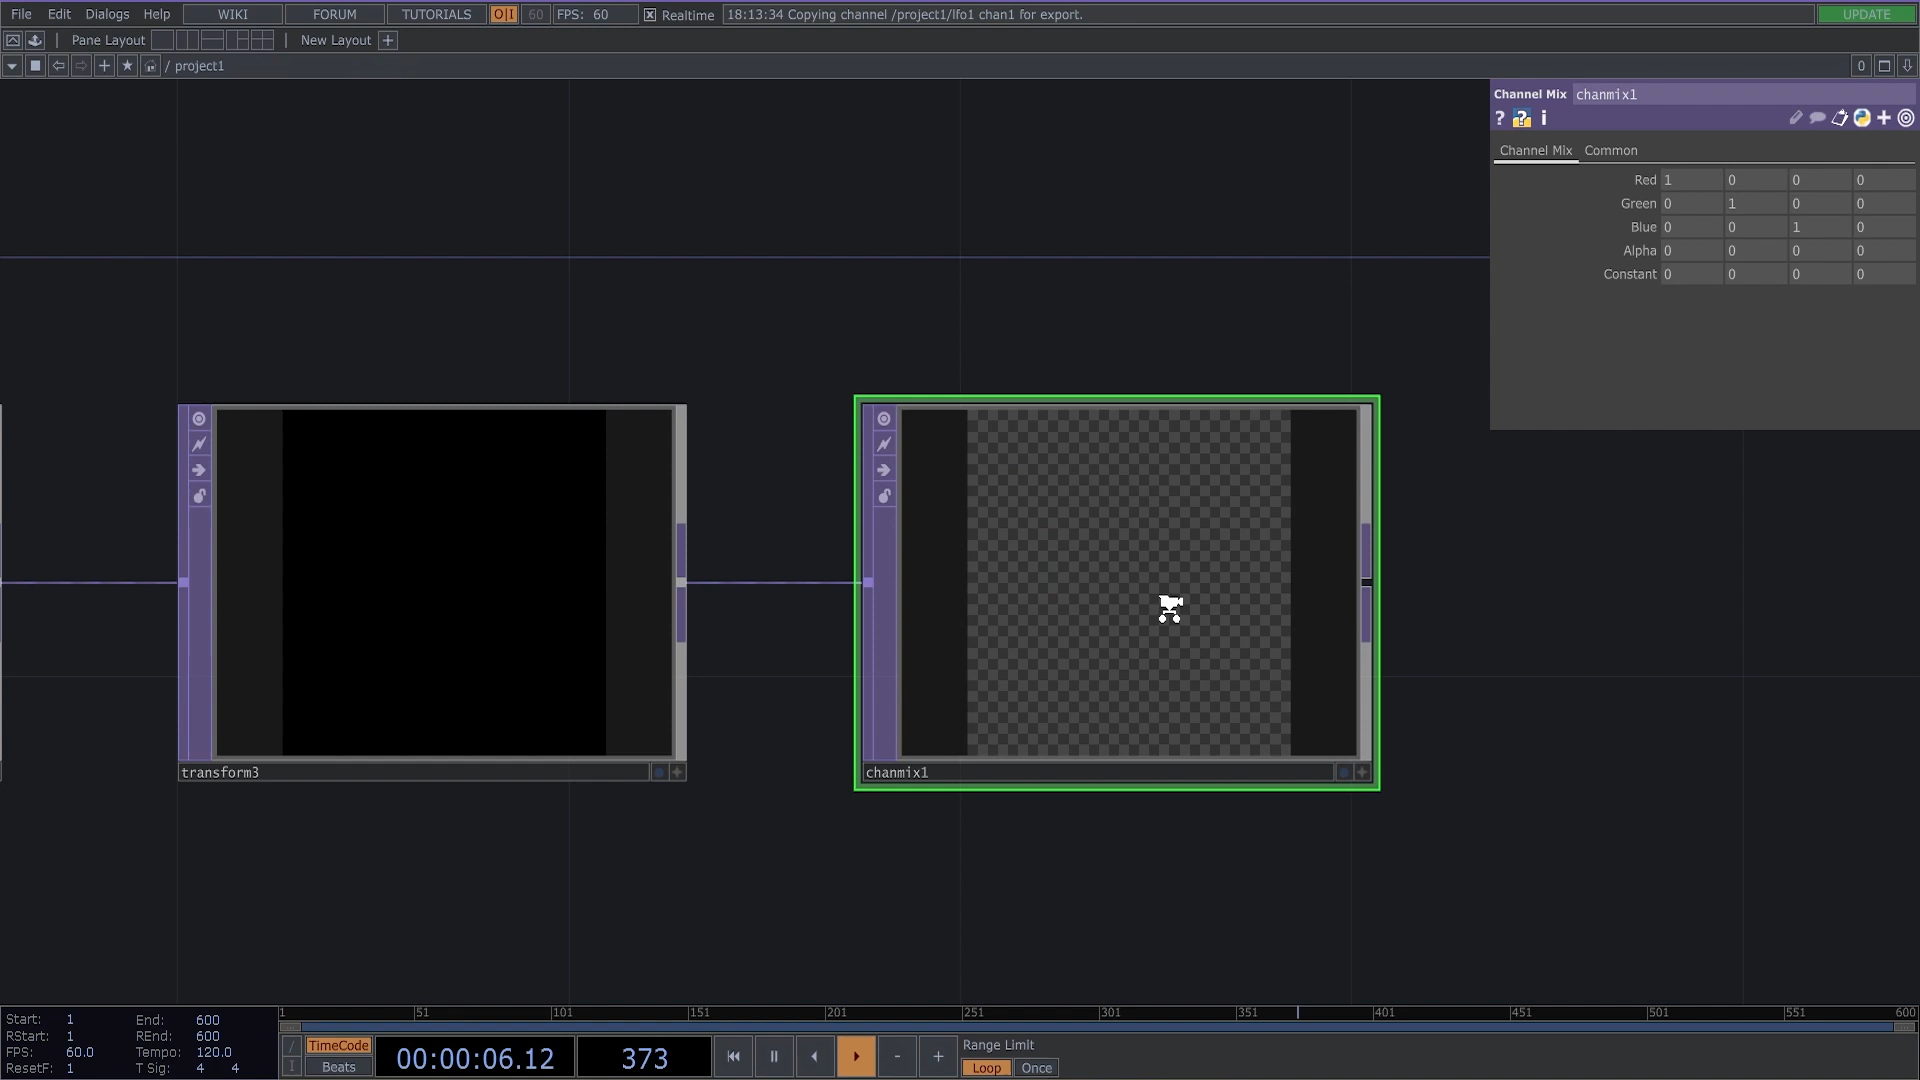 File Edit Dialogs Help WIKI FORUM TUTORIALS O|I 60 FPS: 60 Realtime 18:13:34 Copying channel /project1/lfo1 chan1 for export. UPDATE
Pane Layout New Layout +
/ project1 0
Channel Mix chanmix1
? ? i
Channel Mix Common
Red 1 0 0 0
Green 0 1 0 0
Blue 0 0 1 0
Alpha 0 0 0 0
Constant 0 0 0 0
transform3
chanmix1
1 51 101 151 201 251 301 351 401 451 501 551 600
Start: 1 End: 600
RStart: 1 REnd: 600
FPS: 60.0 Tempo: 120.0
ResetF: 1 T Sig: 4 4
TimeCode
Beats
00:00:06.12 373
- +
Range Limit
Loop Once